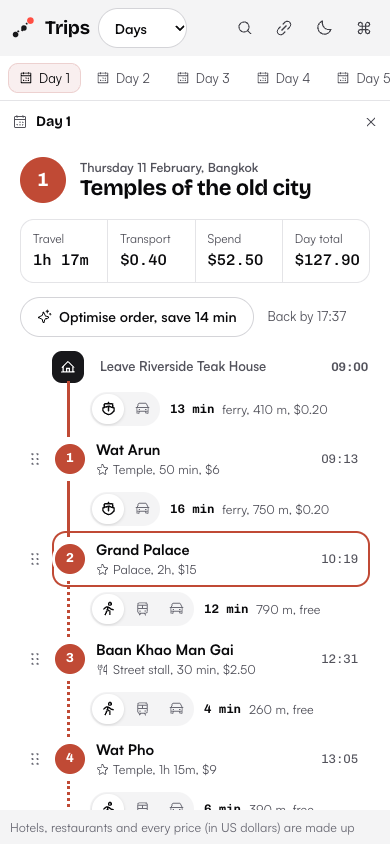 Trips Days
Day 1 Day 2 Day 3 Day 4 Day 5
Day 1
1
Thursday 11 February, Bangkok
Temples of the old city
Travel Transport Spend Day total
1h 17m $0.40 $52.50 $127.90
Optimise order, save 14 min Back by 17:37
Leave Riverside Teak House 09:00
13 min ferry, 410 m, $0.20
1 Wat Arun 09:13
Temple, 50 min, $6
16 min ferry, 750 m, $0.20
2 Grand Palace 10:19
Palace, 2h, $15
12 min 790 m, free
3 Baan Khao Man Gai 12:31
Street stall, 30 min, $2.50
4 min 260 m, free
4 Wat Pho 13:05
Temple, 1h 15m, $9
6 min 390 m, free
Hotels, restaurants and every price (in US dollars) are made up